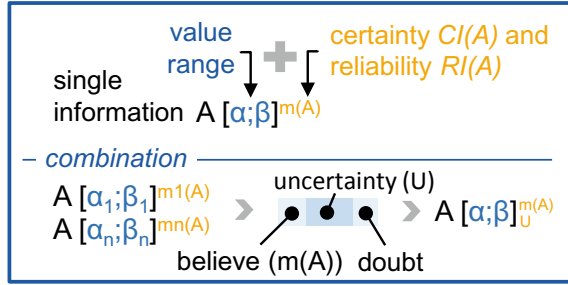 value range
certainty CI(A) and reliability RI(A)
single information A [α;β]^m(A)
combination
A [α₁;β₁]^m1(A)
A [αₙ;βₙ]^mn(A)
uncertainty (U)
believe (m(A)) doubt
A [α;β]_U^m(A)